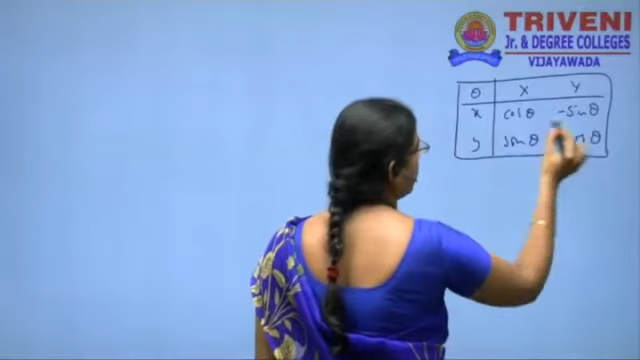 TRIVENI
Jr. & DEGREE COLLEGES
VIJAYAWADA
θ X Y
x cosθ -sinθ
y sinθ θ